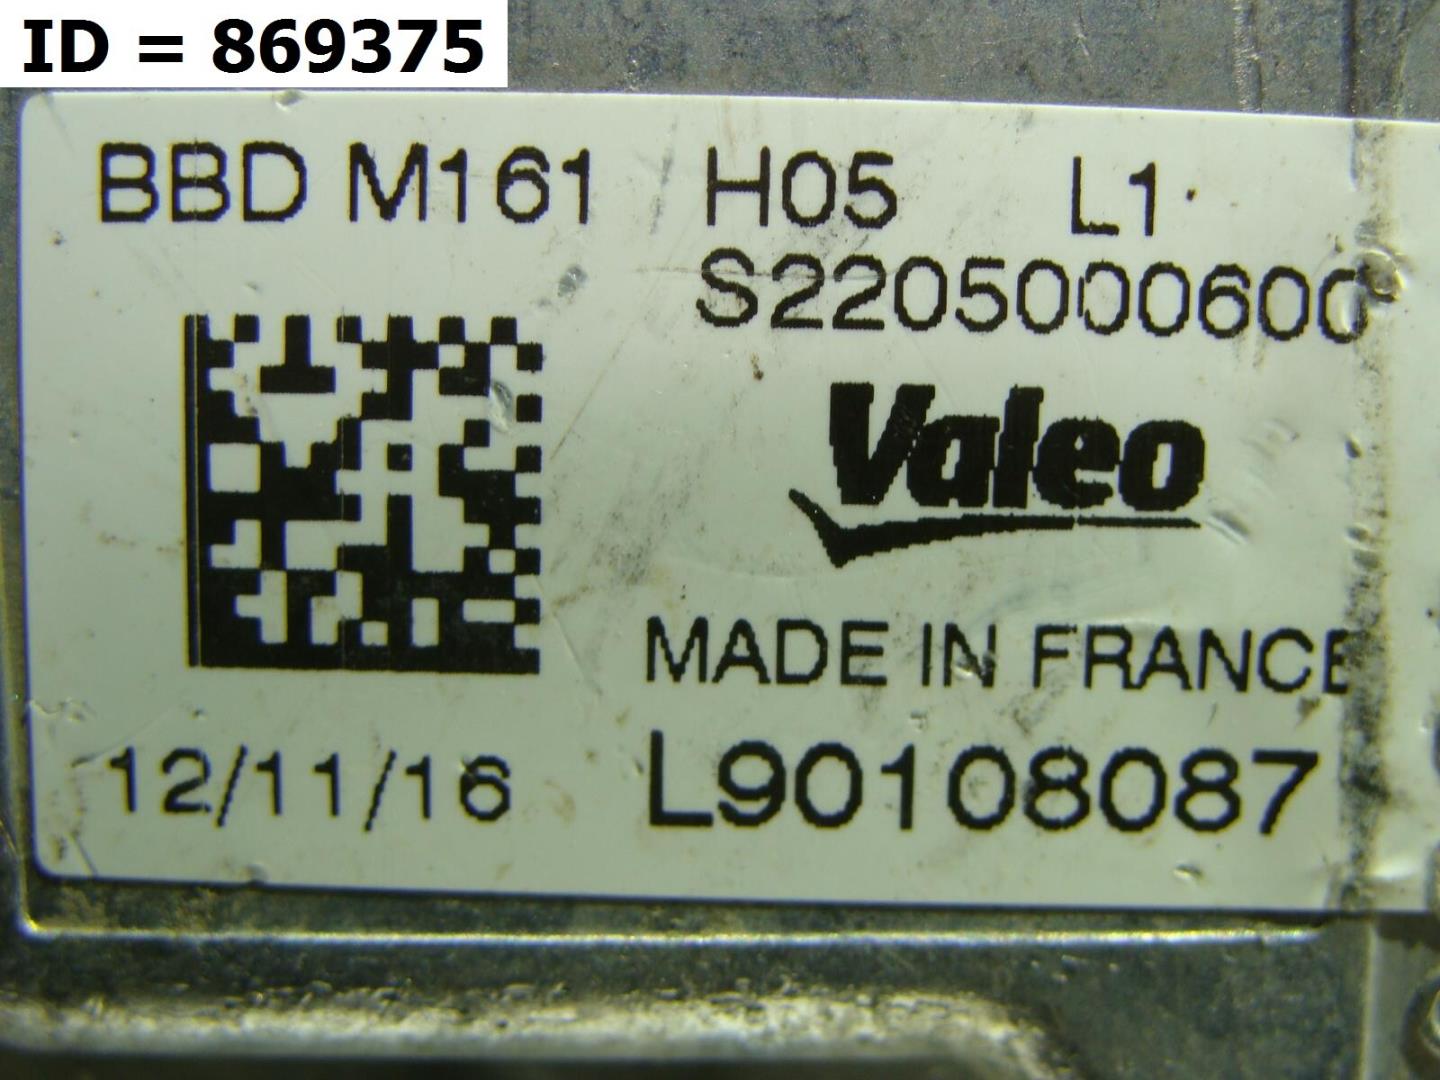 ID = 869375
BBD M161 H05 L1
S2205000600
Valeo
MADE IN FRANCE
12/11/16 L90108087